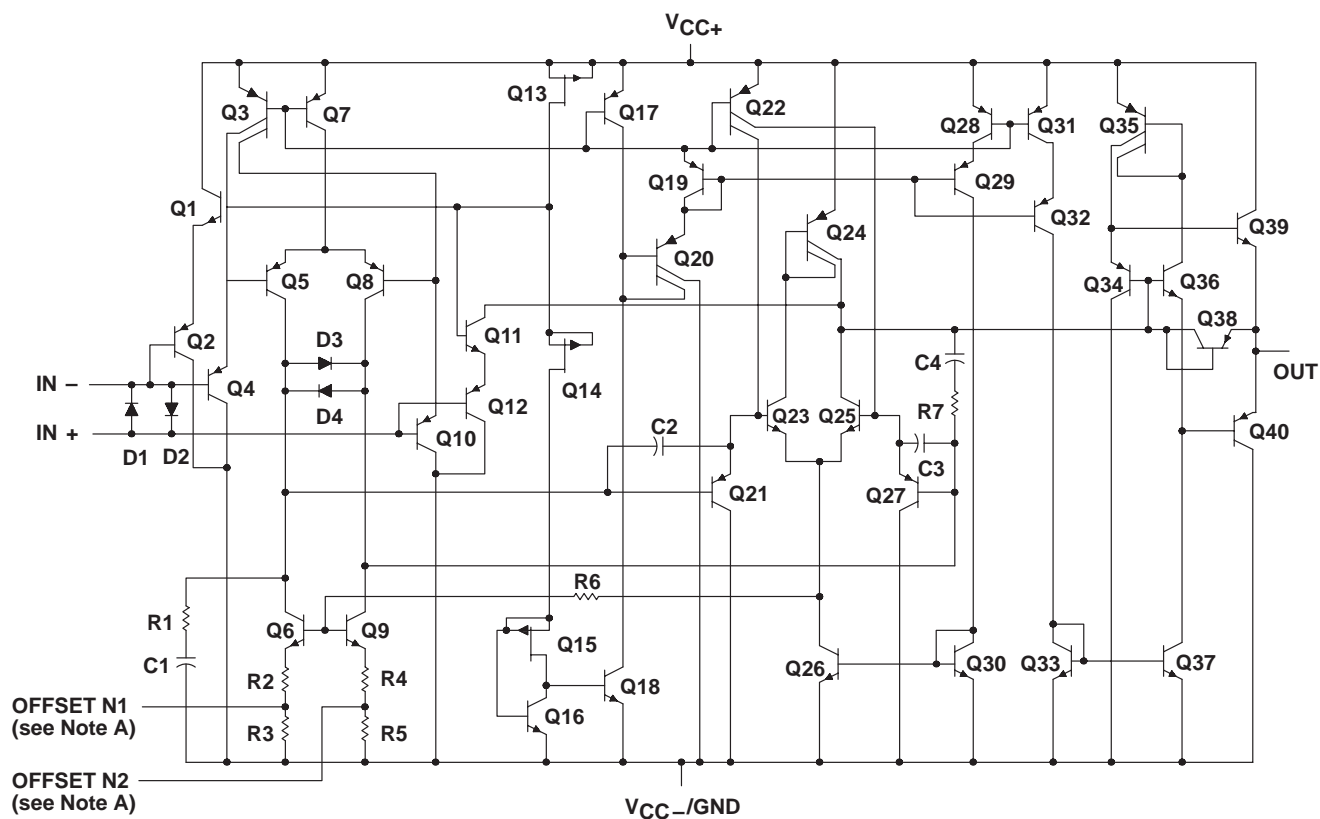 VCC+
Q3
Q7
Q13
Q17
Q22
Q28
Q31
Q35
Q1
Q19
Q29
Q32
Q39
Q5
Q8
Q20
Q24
Q34
Q36
Q2
D3
Q11
Q38
IN −
Q4
D4
Q12
Q14
C4
OUT
IN +
Q10
Q23
Q25
R7
Q40
D1
D2
C2
C3
Q21
Q27
R6
R1
Q6
Q9
Q15
C1
R2
R4
Q26
Q30
Q33
Q37
Q18
OFFSET N1
(see Note A)
R3
R5
Q16
OFFSET N2
(see Note A)
VCC−/GND